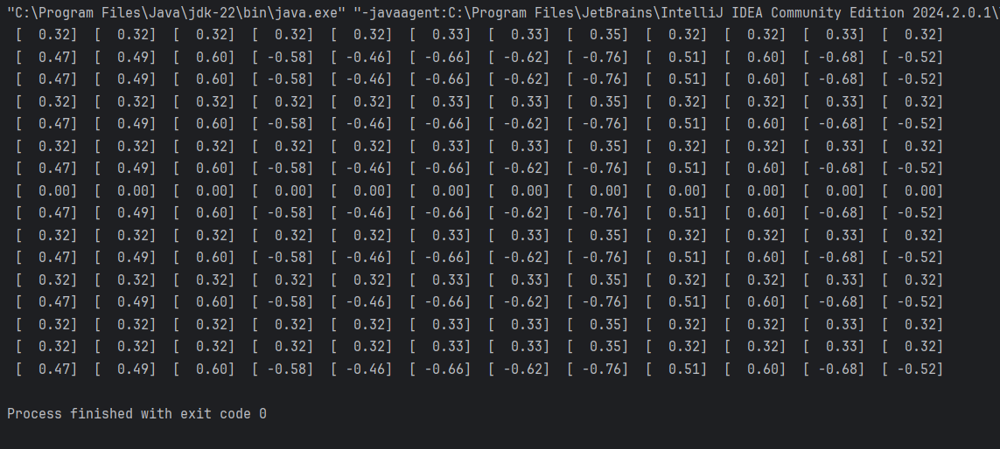 "C:\Program Files\Java\jdk-22\bin\java.exe" "-javaagent:C:\Program Files\JetBrains\IntelliJ IDEA Community Edition 2024.2.0.1\
[  0.32]  [  0.32]  [  0.32]  [  0.32]  [  0.32]  [  0.33]  [  0.33]  [  0.35]  [  0.32]  [  0.32]  [  0.33]  [  0.32]
[  0.47]  [  0.49]  [  0.60]  [ -0.58]  [ -0.46]  [ -0.66]  [ -0.62]  [ -0.76]  [  0.51]  [  0.60]  [ -0.68]  [ -0.52]
[  0.47]  [  0.49]  [  0.60]  [ -0.58]  [ -0.46]  [ -0.66]  [ -0.62]  [ -0.76]  [  0.51]  [  0.60]  [ -0.68]  [ -0.52]
[  0.32]  [  0.32]  [  0.32]  [  0.32]  [  0.32]  [  0.33]  [  0.33]  [  0.35]  [  0.32]  [  0.32]  [  0.33]  [  0.32]
[  0.47]  [  0.49]  [  0.60]  [ -0.58]  [ -0.46]  [ -0.66]  [ -0.62]  [ -0.76]  [  0.51]  [  0.60]  [ -0.68]  [ -0.52]
[  0.32]  [  0.32]  [  0.32]  [  0.32]  [  0.32]  [  0.33]  [  0.33]  [  0.35]  [  0.32]  [  0.32]  [  0.33]  [  0.32]
[  0.47]  [  0.49]  [  0.60]  [ -0.58]  [ -0.46]  [ -0.66]  [ -0.62]  [ -0.76]  [  0.51]  [  0.60]  [ -0.68]  [ -0.52]
[  0.00]  [  0.00]  [  0.00]  [  0.00]  [  0.00]  [  0.00]  [  0.00]  [  0.00]  [  0.00]  [  0.00]  [  0.00]  [  0.00]
[  0.47]  [  0.49]  [  0.60]  [ -0.58]  [ -0.46]  [ -0.66]  [ -0.62]  [ -0.76]  [  0.51]  [  0.60]  [ -0.68]  [ -0.52]
[  0.32]  [  0.32]  [  0.32]  [  0.32]  [  0.32]  [  0.33]  [  0.33]  [  0.35]  [  0.32]  [  0.32]  [  0.33]  [  0.32]
[  0.47]  [  0.49]  [  0.60]  [ -0.58]  [ -0.46]  [ -0.66]  [ -0.62]  [ -0.76]  [  0.51]  [  0.60]  [ -0.68]  [ -0.52]
[  0.32]  [  0.32]  [  0.32]  [  0.32]  [  0.32]  [  0.33]  [  0.33]  [  0.35]  [  0.32]  [  0.32]  [  0.33]  [  0.32]
[  0.47]  [  0.49]  [  0.60]  [ -0.58]  [ -0.46]  [ -0.66]  [ -0.62]  [ -0.76]  [  0.51]  [  0.60]  [ -0.68]  [ -0.52]
[  0.32]  [  0.32]  [  0.32]  [  0.32]  [  0.32]  [  0.33]  [  0.33]  [  0.35]  [  0.32]  [  0.32]  [  0.33]  [  0.32]
[  0.32]  [  0.32]  [  0.32]  [  0.32]  [  0.32]  [  0.33]  [  0.33]  [  0.35]  [  0.32]  [  0.32]  [  0.33]  [  0.32]
[  0.47]  [  0.49]  [  0.60]  [ -0.58]  [ -0.46]  [ -0.66]  [ -0.62]  [ -0.76]  [  0.51]  [  0.60]  [ -0.68]  [ -0.52]
Process finished with exit code 0